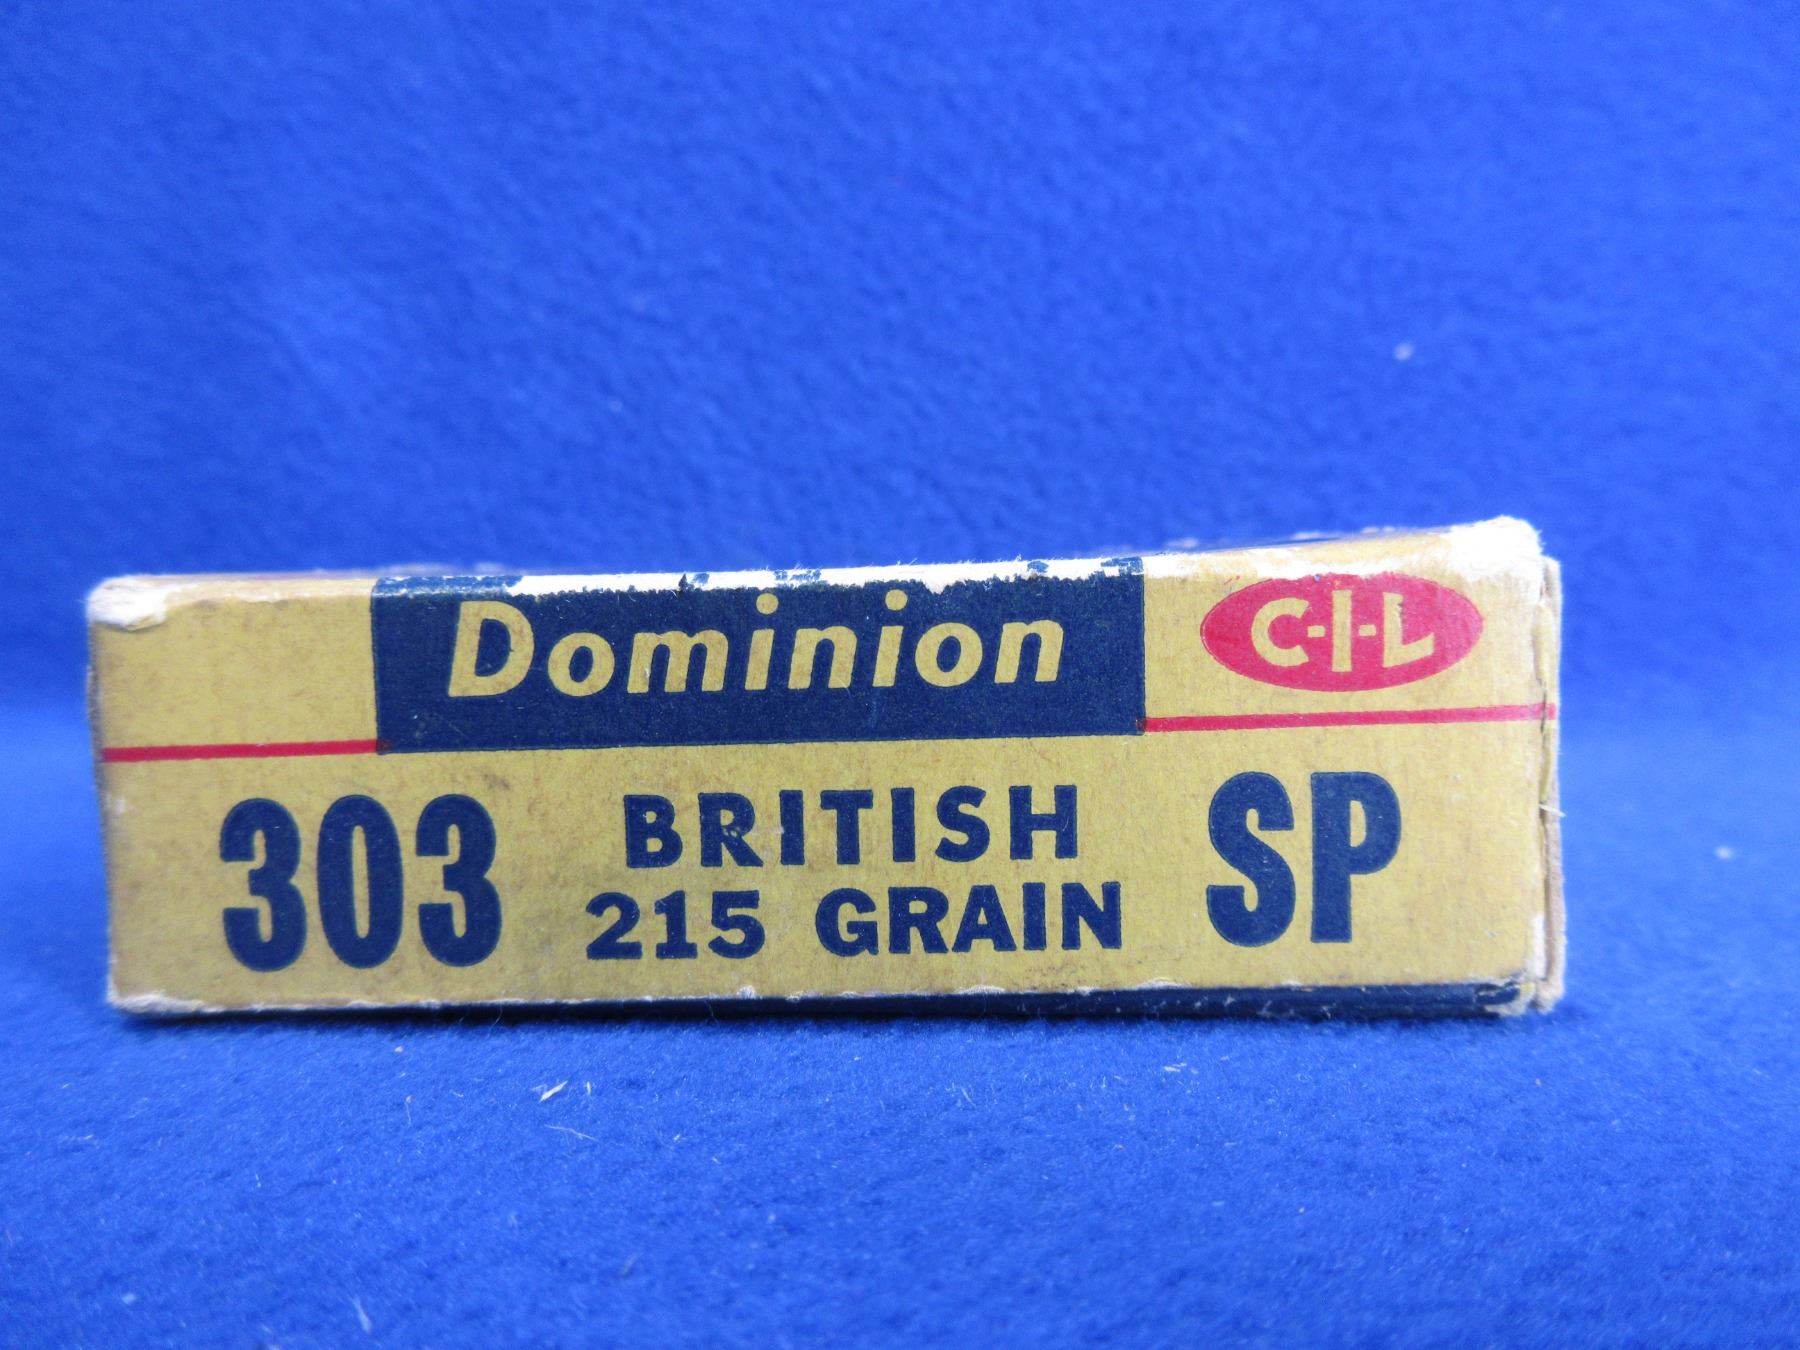 Dominion
C-I-L
303 BRITISH SP
215 GRAIN